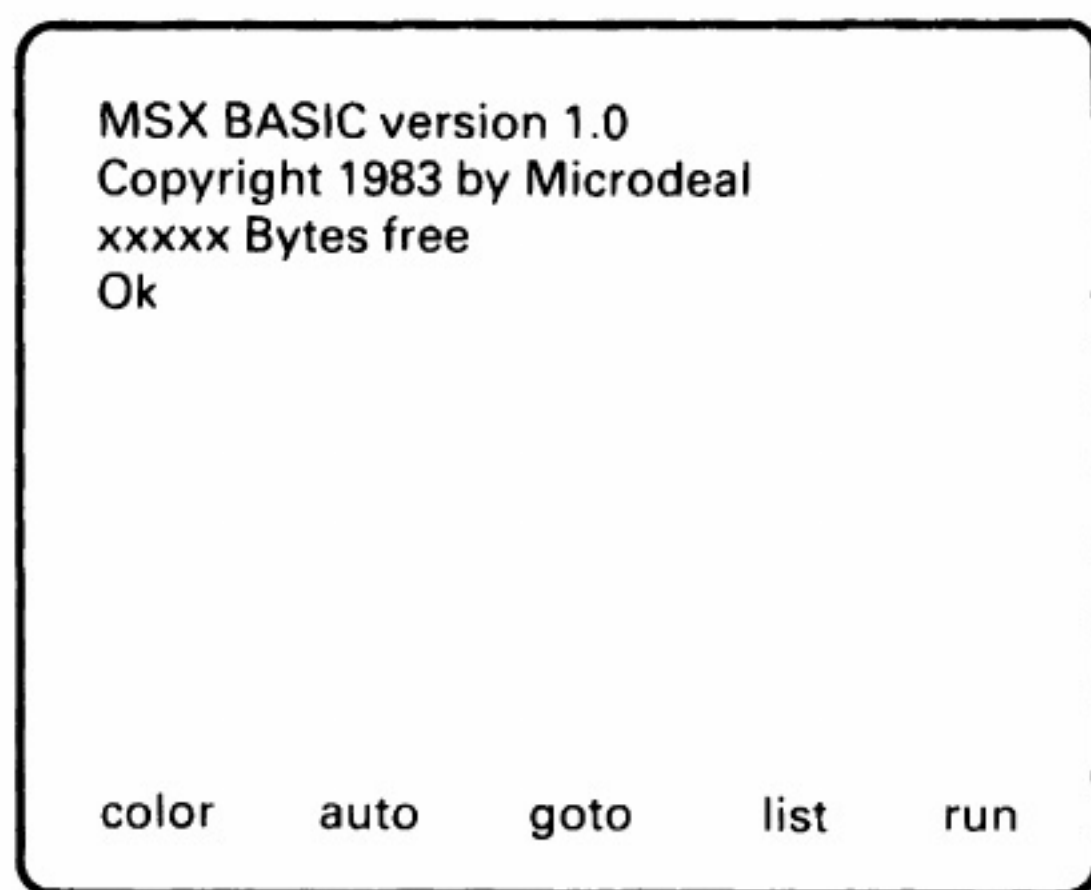 MSX BASIC version 1.0
Copyright 1983 by Microdeal
xxxxx Bytes free
Ok
color auto goto list run